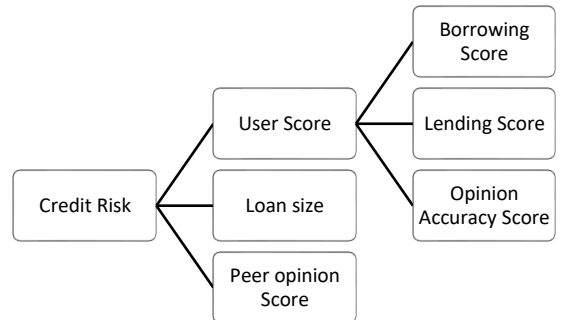 Borrowing
Score
User Score
Lending Score
Credit Risk
Loan size
Opinion
Accuracy Score
Peer opinion
Score